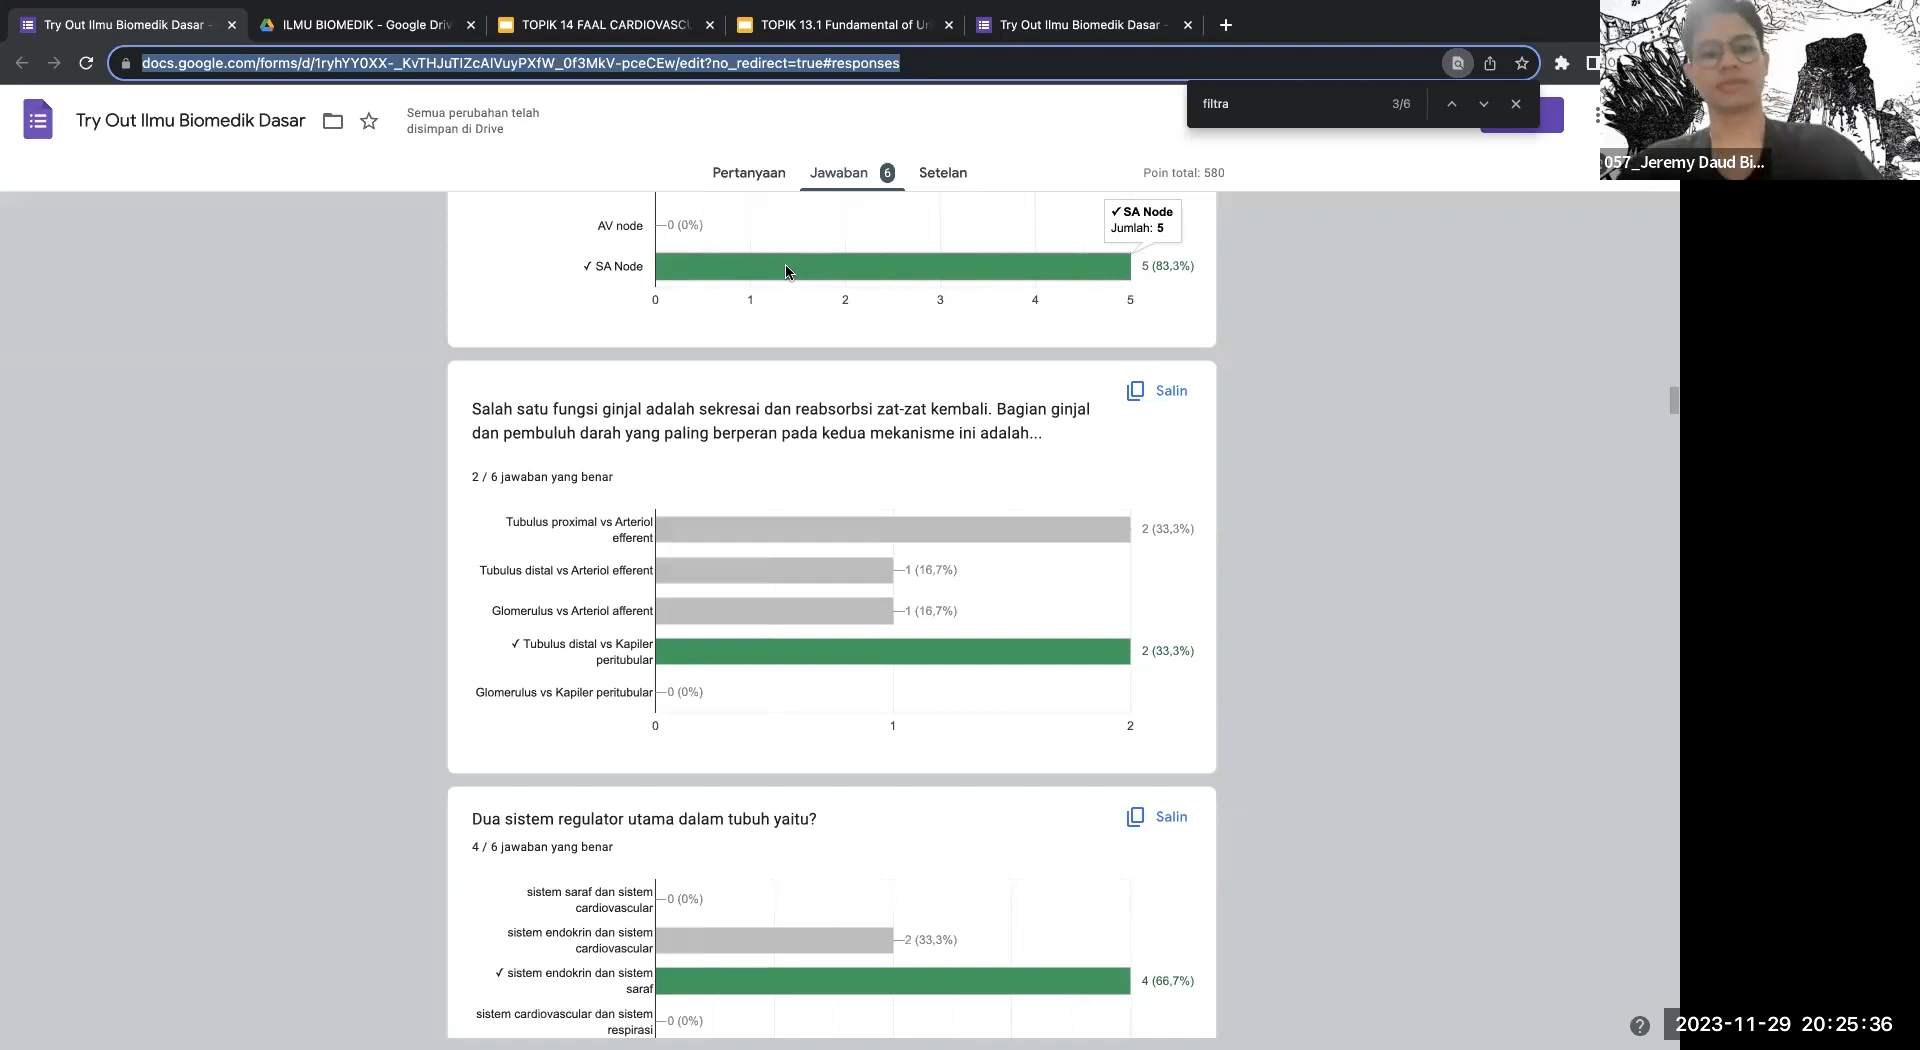 Try Out Ilmu Biomedik Dasar -
ILMU BIOMEDIK - Google Driv
TOPIK 14 FAAL CARDIOVASCU
TOPIK 13.1 Fundamental of Uri
Try Out Ilmu Biomedik Dasar -
docs.google.com/forms/d/1ryhYY0XX-_KvTHJuTlZcAlVuyPXfW_0f3MkV-pceCEw/edit?no_redirect=true#responses
filtra
3/6
Try Out Ilmu Biomedik Dasar
Semua perubahan telah
disimpan di Drive
057_Jeremy Daud Bi...
Pertanyaan
Jawaban 6
Setelan
Poin total: 580
AV node
0 (0%)
✓ SA Node
Jumlah: 5
✓ SA Node
5 (83,3%)
0 1 2 3 4 5
Salin
Salah satu fungsi ginjal adalah sekresai dan reabsorbsi zat-zat kembali. Bagian ginjal
dan pembuluh darah yang paling berperan pada kedua mekanisme ini adalah...
2 / 6 jawaban yang benar
Tubulus proximal vs Arteriol
efferent
2 (33,3%)
Tubulus distal vs Arteriol efferent
1 (16,7%)
Glomerulus vs Arteriol afferent
1 (16,7%)
✓ Tubulus distal vs Kapiler
peritubular
2 (33,3%)
Glomerulus vs Kapiler peritubular
0 (0%)
0 1 2
Dua sistem regulator utama dalam tubuh yaitu?
Salin
4 / 6 jawaban yang benar
sistem saraf dan sistem
cardiovascular
0 (0%)
sistem endokrin dan sistem
cardiovascular
2 (33,3%)
✓ sistem endokrin dan sistem
saraf
4 (66,7%)
sistem cardiovascular dan sistem
respirasi
0 (0%)
2023-11-29 20:25:36